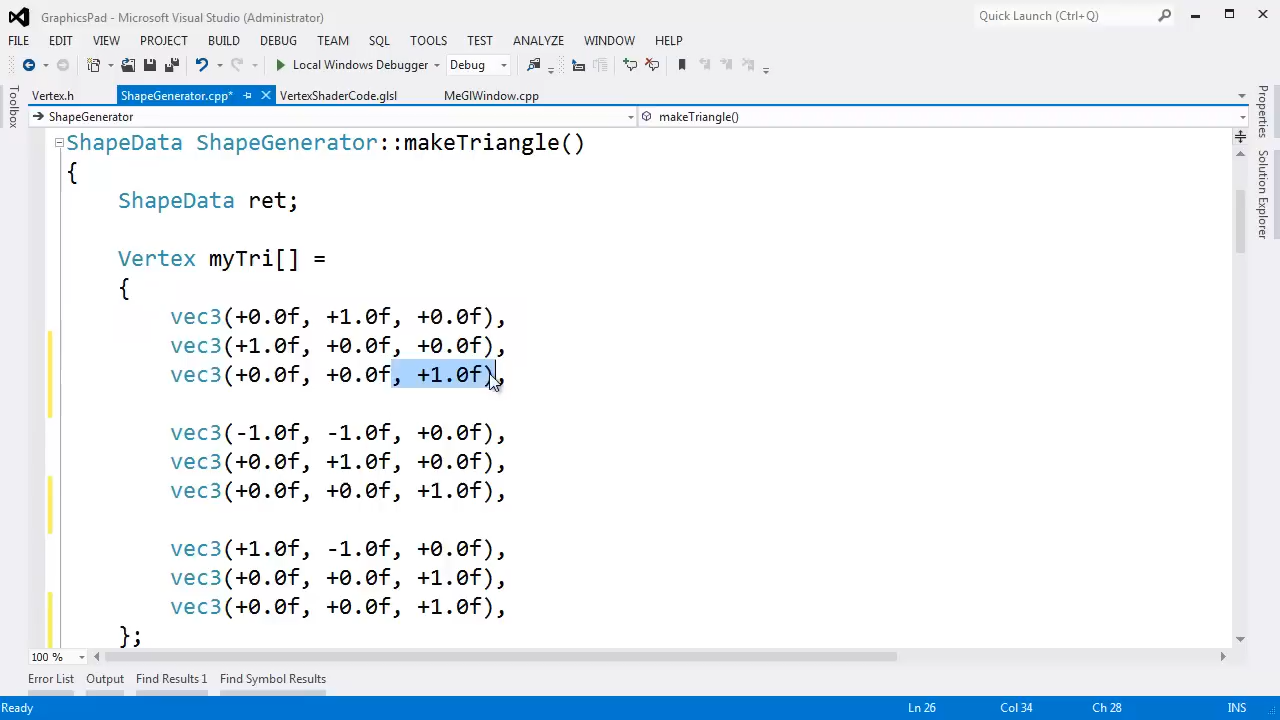 GraphicsPad - Microsoft Visual Studio (Administrator)
Quick Launch (Ctrl+Q)
FILE EDIT VIEW PROJECT BUILD DEBUG TEAM SQL TOOLS TEST ANALYZE WINDOW HELP
Local Windows Debugger Debug
Toolbox
Vertex.h ShapeGenerator.cpp* VertexShaderCode.glsl MeGlWindow.cpp
ShapeGenerator makeTriangle()
ShapeData ShapeGenerator::makeTriangle()
{
ShapeData ret;
Vertex myTri[] =
{
vec3(+0.0f, +1.0f, +0.0f),
vec3(+1.0f, +0.0f, +0.0f),
vec3(+0.0f, +0.0f, +1.0f),
vec3(-1.0f, -1.0f, +0.0f),
vec3(+0.0f, +1.0f, +0.0f),
vec3(+0.0f, +0.0f, +1.0f),
vec3(+1.0f, -1.0f, +0.0f),
vec3(+0.0f, +0.0f, +1.0f),
vec3(+0.0f, +0.0f, +1.0f),
};
Properties
Solution Explorer
100 %
Error List Output Find Results 1 Find Symbol Results
Ready Ln 26 Col 34 Ch 28 INS